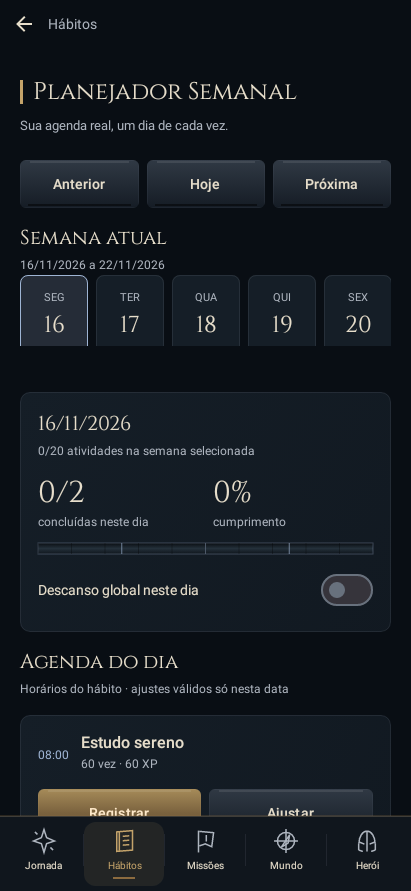 Hábitos
Planejador Semanal
Sua agenda real, um dia de cada vez.
Anterior Hoje Próxima
Semana atual
16/11/2026 a 22/11/2026
SEG TER QUA QUI SEX
16 17 18 19 20
16/11/2026
0/20 atividades na semana selecionada
0/2 0%
concluídas neste dia cumprimento
Descanso global neste dia
Agenda do dia
Horários do hábito · ajustes válidos só nesta data
08:00 Estudo sereno
60 vez · 60 XP
Registrar Ajustar
Jornada Hábitos Missões Mundo Herói